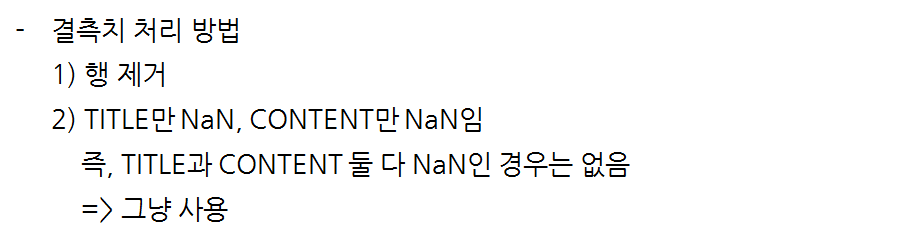 - 결측치 처리 방법
1) 행 제거
2) TITLE만 NaN, CONTENT만 NaN임
즉, TITLE과 CONTENT 둘 다 NaN인 경우는 없음
=> 그냥 사용